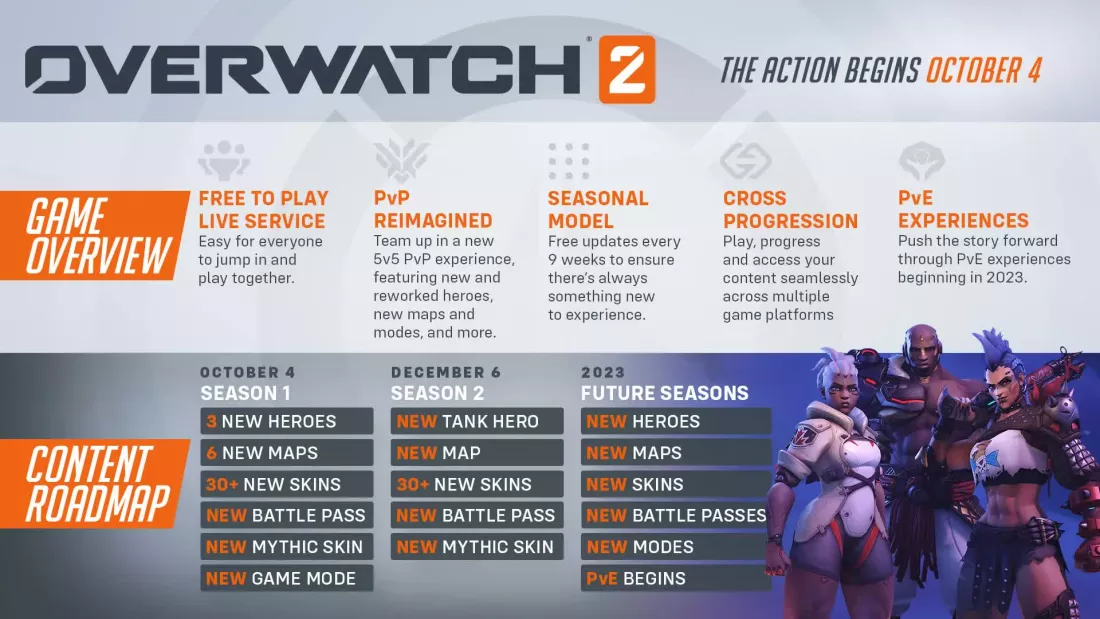 OVERWATCH® 2
THE ACTION BEGINS OCTOBER 4
GAME
OVERVIEW
FREE TO PLAY
LIVE SERVICE
Easy for everyone
to jump in and
play together.
PvP
REIMAGINED
Team up in a new
5v5 PvP experience,
featuring new and
reworked heroes,
new maps and
modes, and more.
SEASONAL
MODEL
Free updates every
9 weeks to ensure
there's always
something new
to experience.
CROSS
PROGRESSION
Play, progress
and access your
content seamlessly
across multiple
game platforms
PvE
EXPERIENCES
Push the story forward
through PvE experiences
beginning in 2023.
CONTENT
ROADMAP
OCTOBER 4
SEASON 1
3 NEW HEROES
6 NEW MAPS
30+ NEW SKINS
NEW BATTLE PASS
NEW MYTHIC SKIN
NEW GAME MODE
DECEMBER 6
SEASON 2
NEW TANK HERO
NEW MAP
30+ NEW SKINS
NEW BATTLE PASS
NEW MYTHIC SKIN
2023
FUTURE SEASONS
NEW HEROES
NEW MAPS
NEW SKINS
NEW BATTLE PASSES
NEW MODES
PvE BEGINS